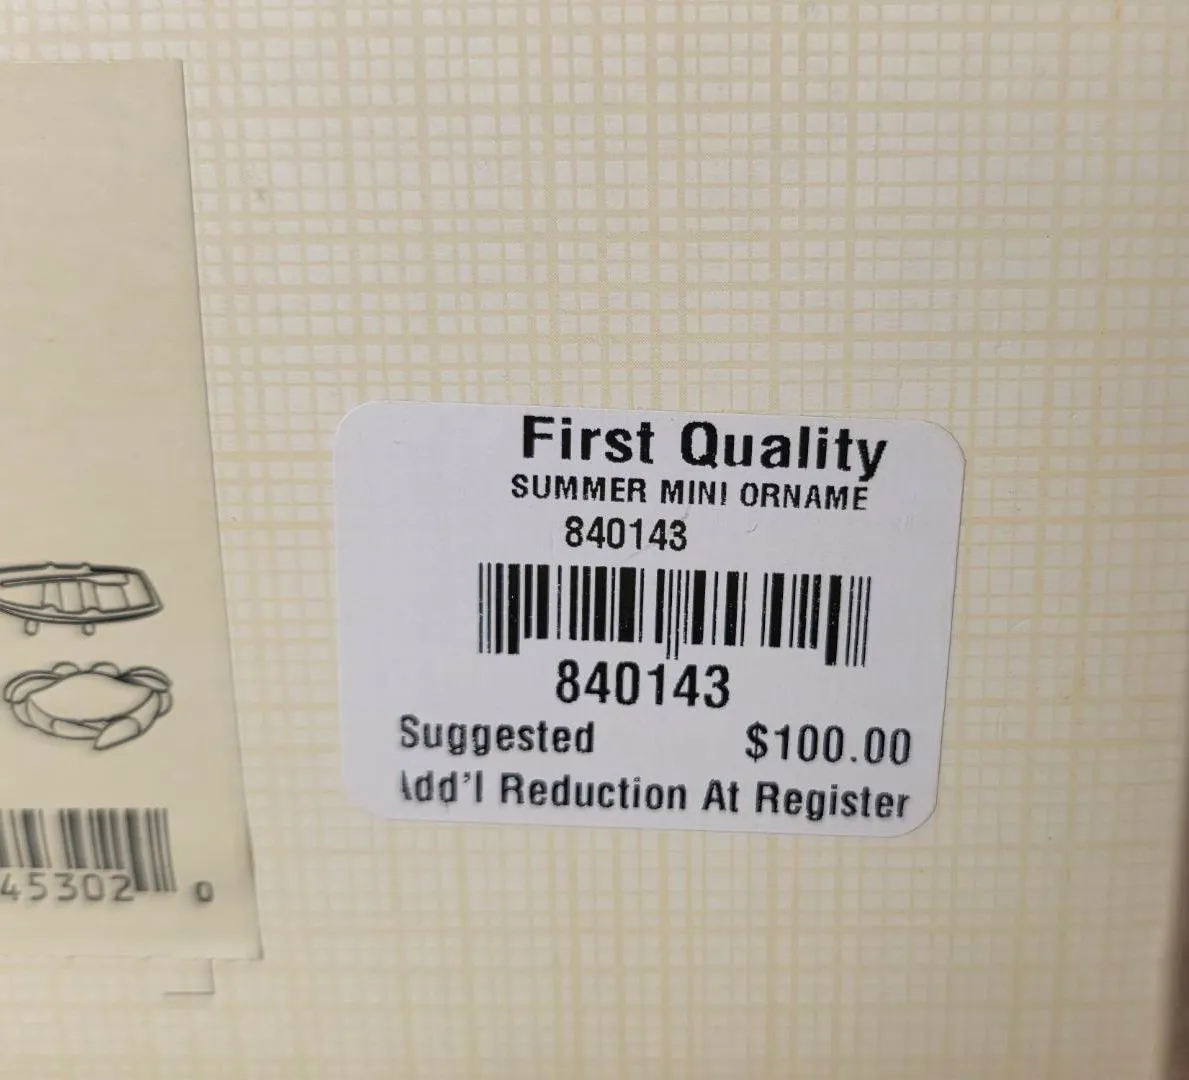 First Quality
SUMMER MINI ORNAME
840143
840143
Suggested $100.00
Add'l Reduction At Register
45302 0